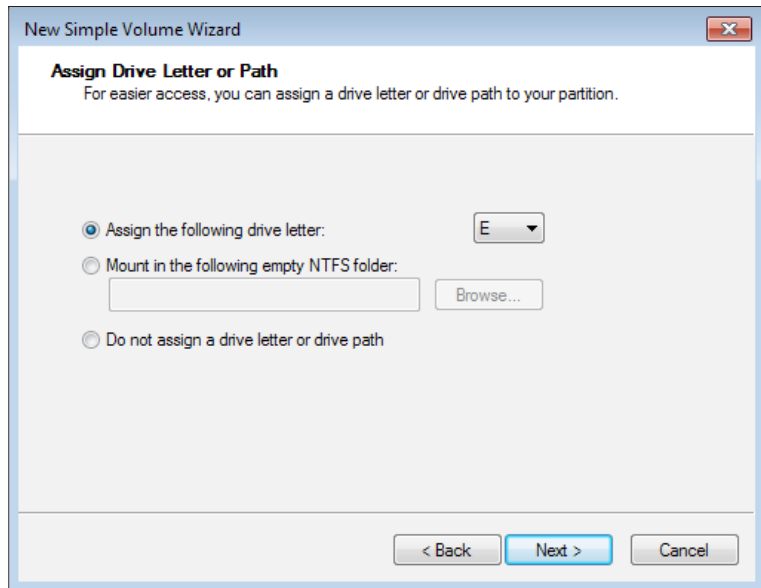 New Simple Volume Wizard
Assign Drive Letter or Path
For easier access, you can assign a drive letter or drive path to your partition.
Assign the following drive letter: E
Mount in the following empty NTFS folder:
Browse...
Do not assign a drive letter or drive path
< Back Next > Cancel